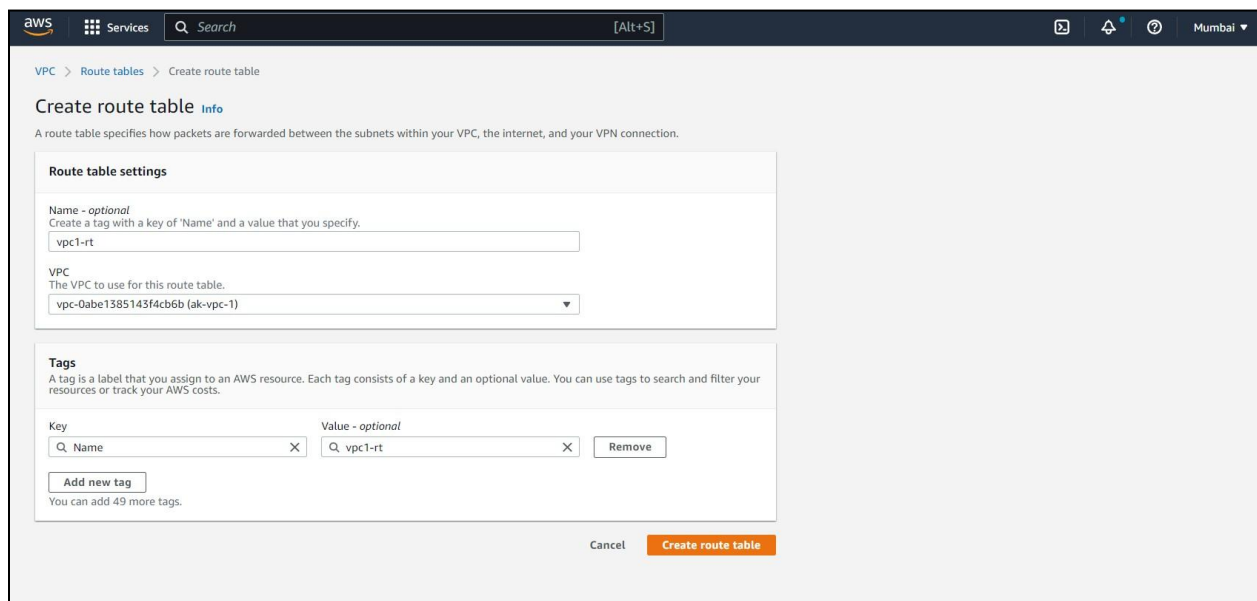 aws Services Search [Alt+S] Mumbai
VPC > Route tables > Create route table
Create route table Info
A route table specifies how packets are forwarded between the subnets within your VPC, the internet, and your VPN connection.
Route table settings
Name - optional
Create a tag with a key of 'Name' and a value that you specify.
vpc1-rt
VPC
The VPC to use for this route table.
vpc-0abe1385143f4cb6b (ak-vpc-1)
Tags
A tag is a label that you assign to an AWS resource. Each tag consists of a key and an optional value. You can use tags to search and filter your
resources or track your AWS costs.
Key Value - optional
Name vpc1-rt Remove
Add new tag
You can add 49 more tags.
Cancel Create route table